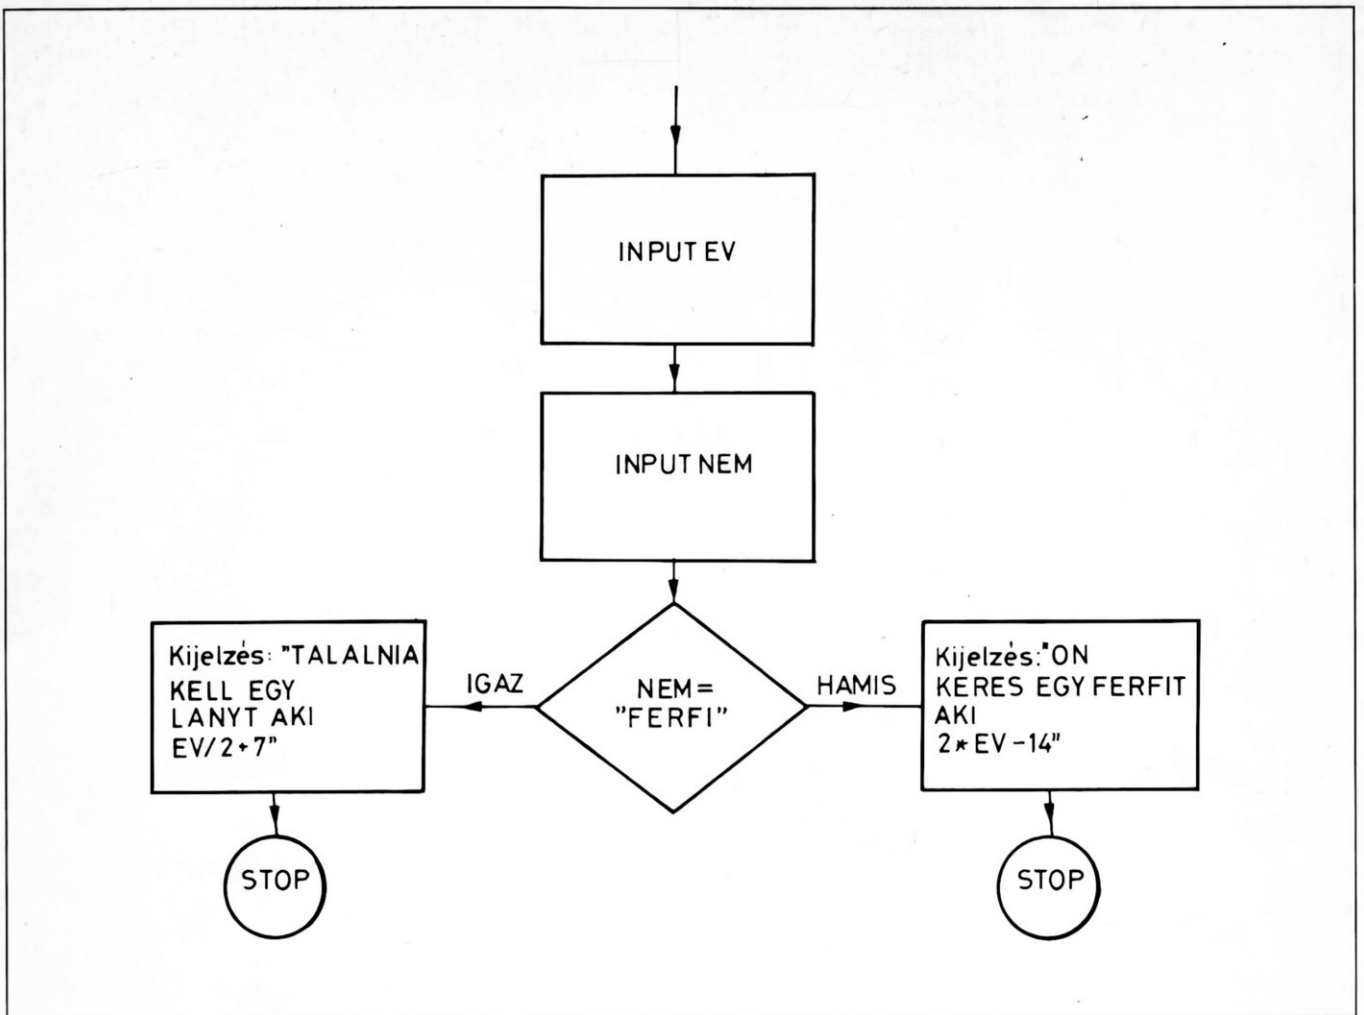 INPUT EV
INPUT NEM
Kijelzés: "TALALNIA
KELL EGY
LANYT AKI
EV/2+7"
IGAZ
NEM=
"FERFI"
HAMIS
Kijelzés:"ON
KERES EGY FERFIT
AKI
2*EV-14"
STOP
STOP